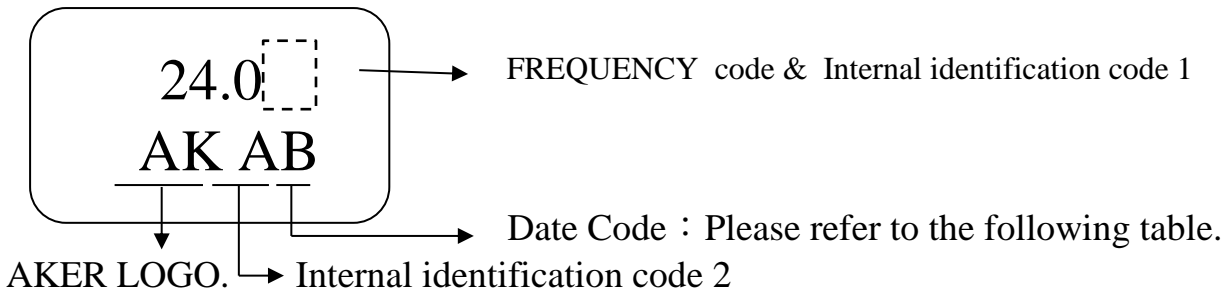 24.0
FREQUENCY code & Internal identification code 1
AK AB
Date Code：Please refer to the following table.
AKER LOGO. Internal identification code 2